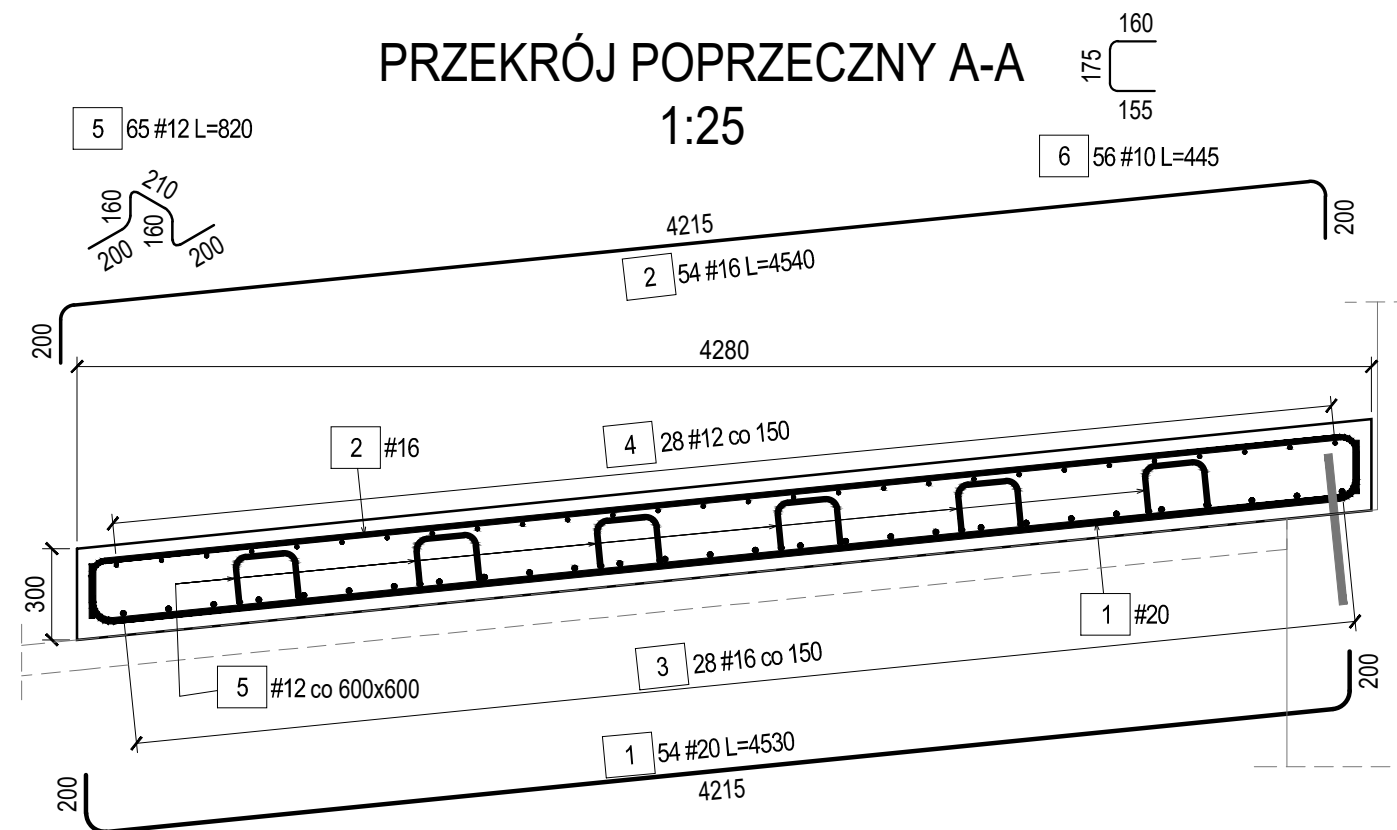 PRZEKRÓJ POPRZECZNY A-A
1:25
160
175
155
5 65 #12 L=820
6 56 #10 L=445
210
160
160
200
200
4215
200
2 54 #16 L=4540
200
4280
2 #16
4 28 #12 co 150
300
1 #20
3 28 #16 co 150
5 #12 co 600x600
200
1 54 #20 L=4530
200
4215